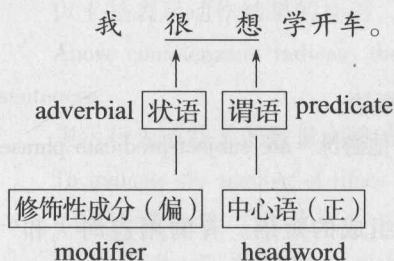 我 很 想 学开车。
adverbial 状语 谓语 predicate
修饰性成分（偏） 中心语（正）
modifier headword